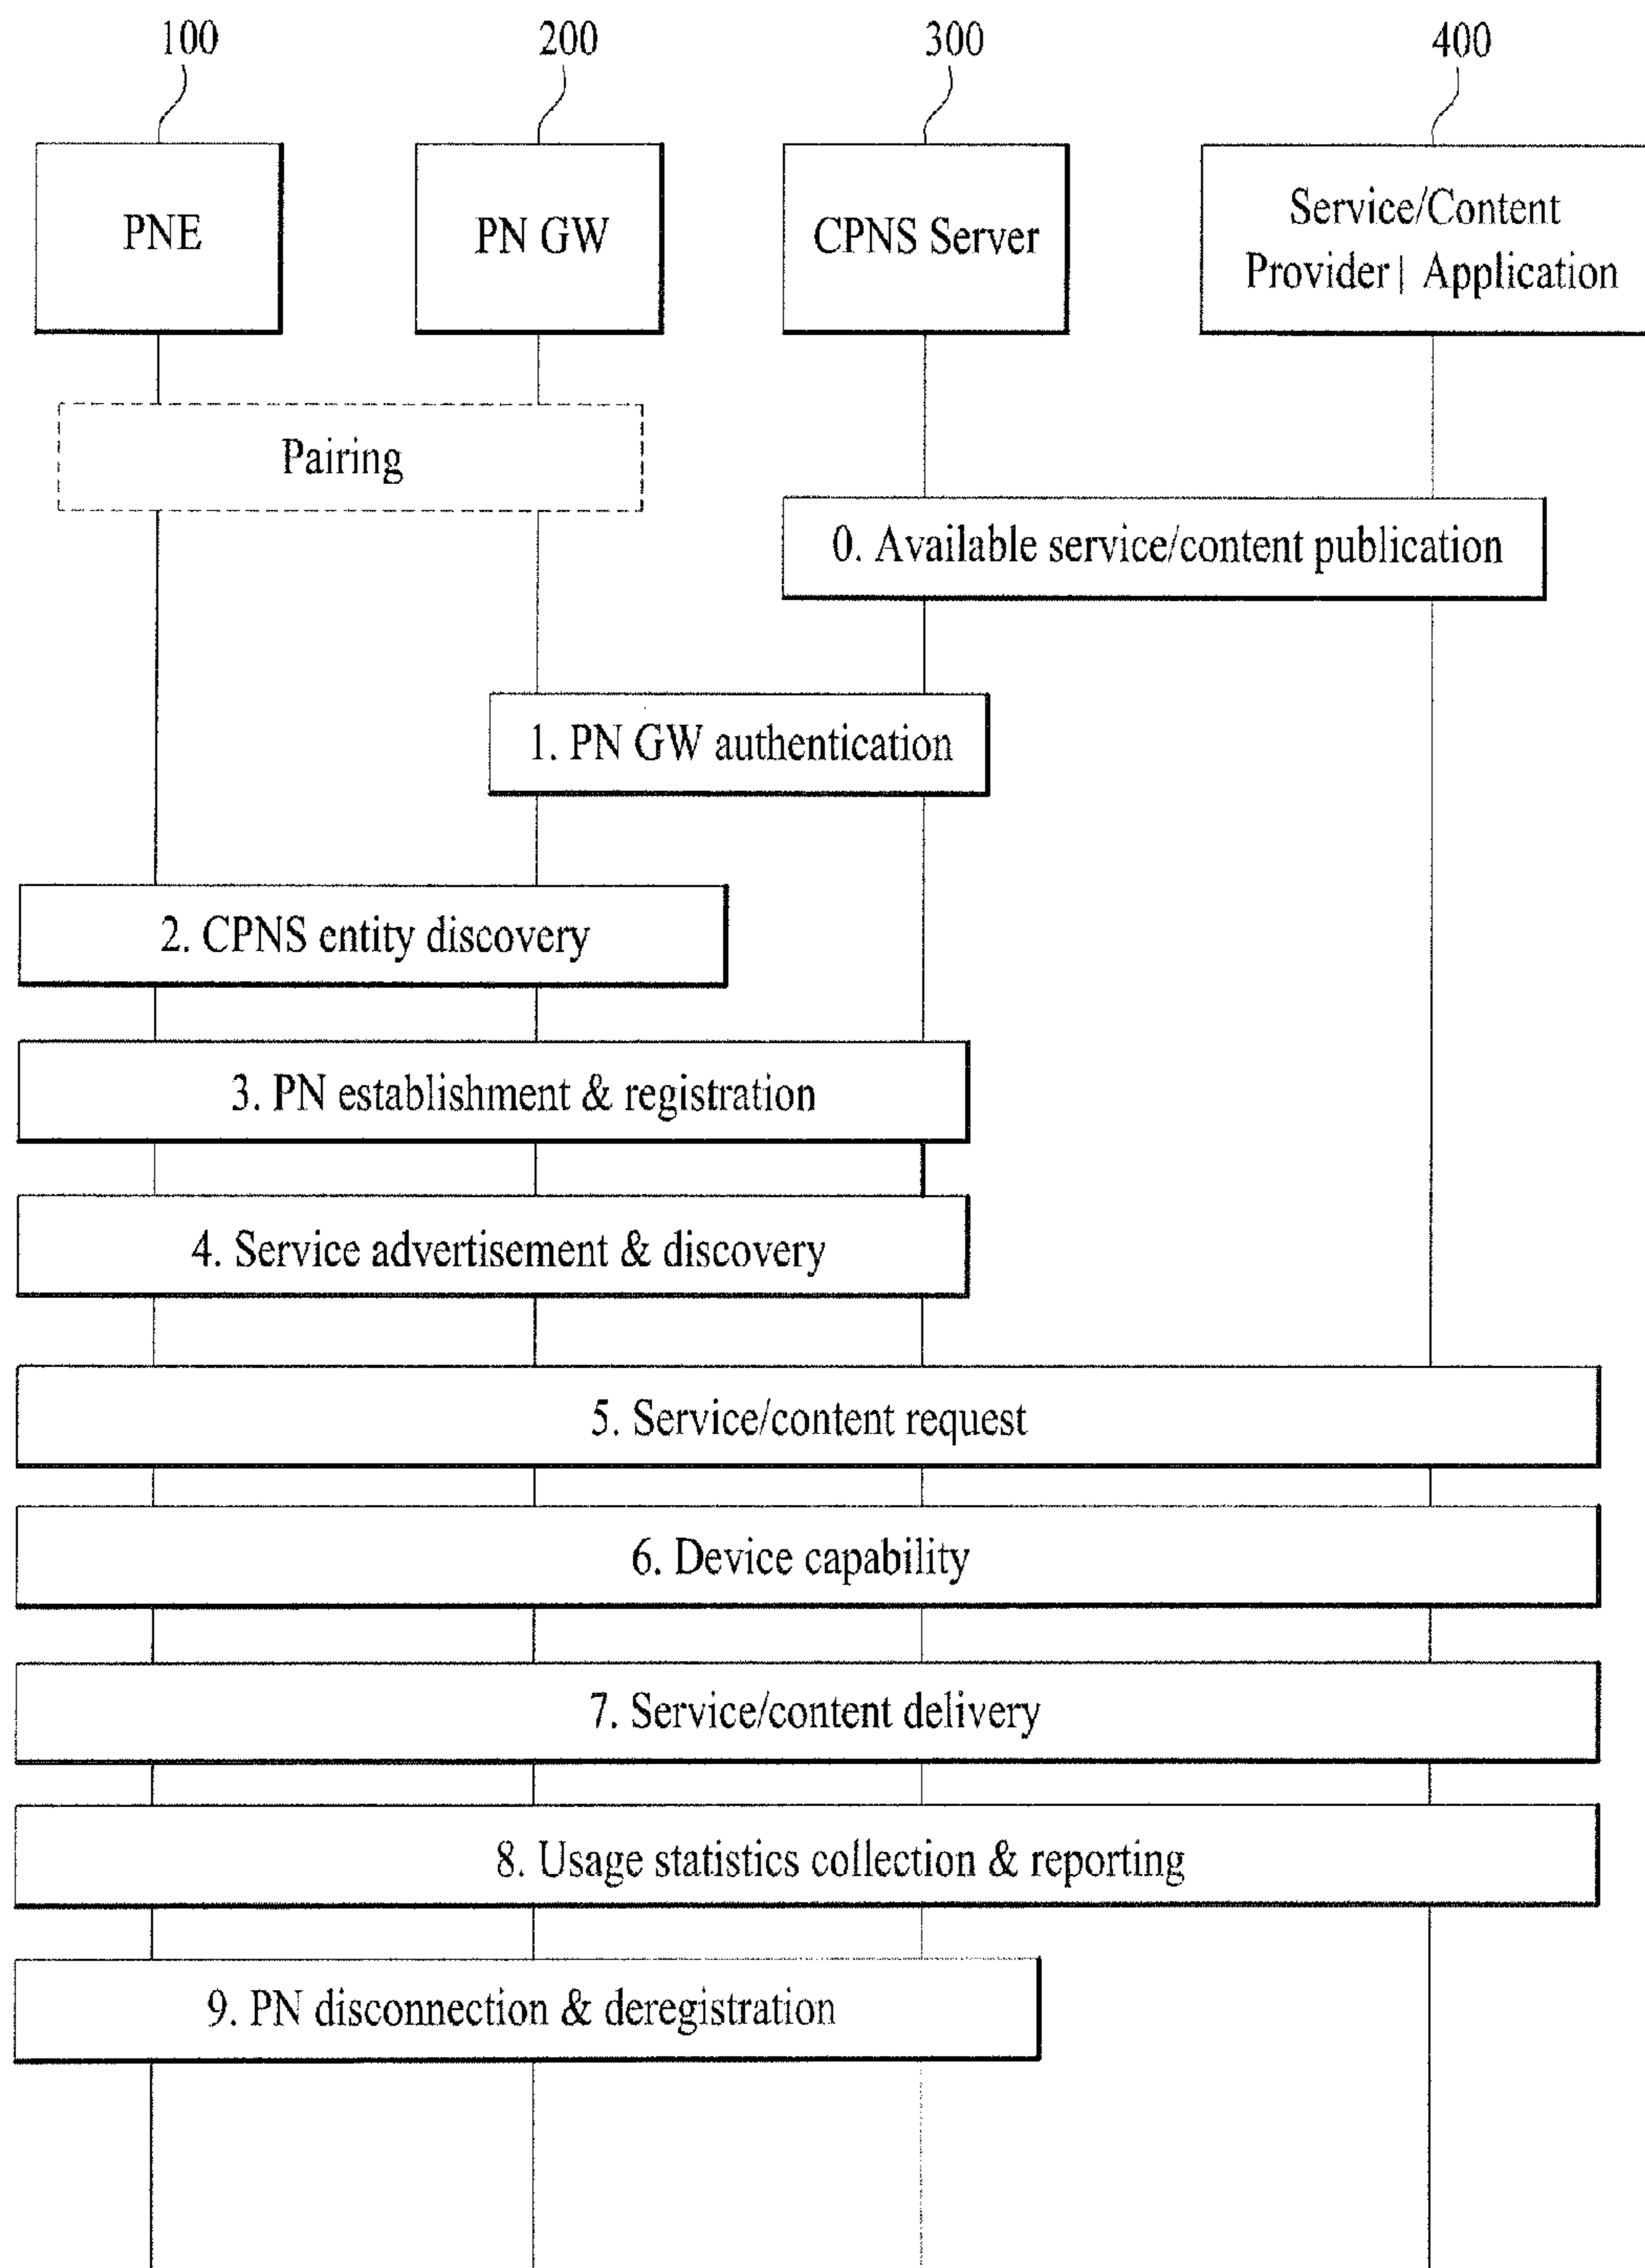 100
200
300
400
PNE
PN GW
CPNS Server
Service/Content
Provider| Application
Pairing
0. Available service/content publication
1. PN GW authentication
2. CPNS entity discovery
3. PN establishment & registration
4. Service advertisement & discovery
5. Service/content request
6. Device capability
7. Service/content delivery
8. Usage statistics collection & reporting
9. PN disconnection & deregistration